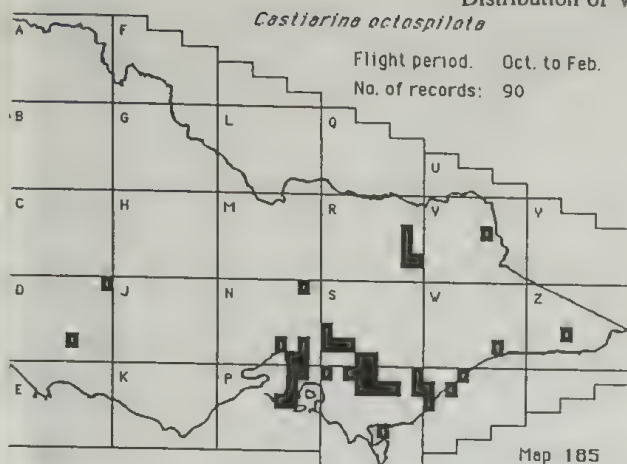 Distribution of
Castiarina octospilota
Flight period. Oct. to Feb.
No. of records: 90
A F
B G L Q
U
C H M R V Y
D J N S W Z
E K P
Map 185